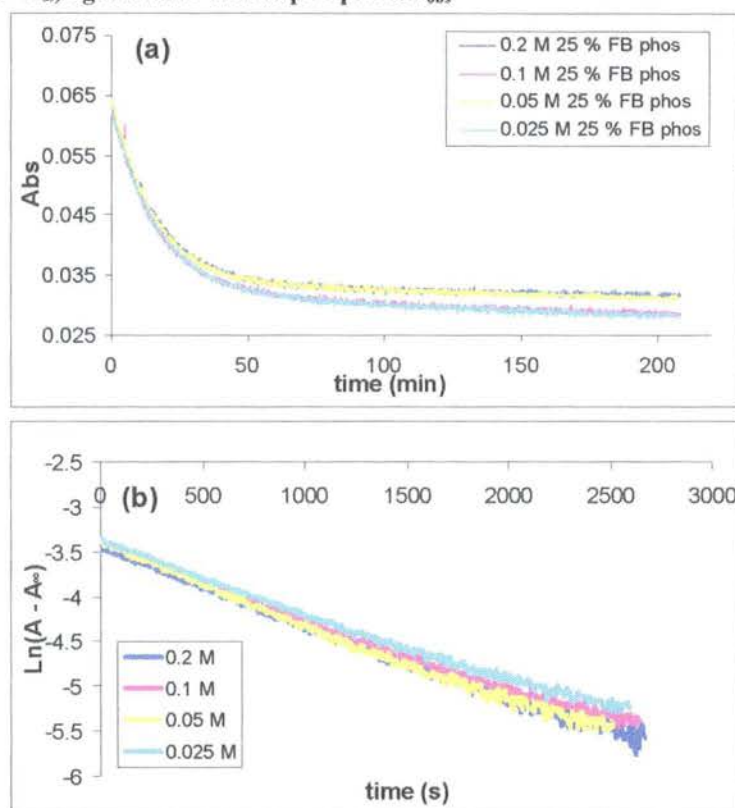 (a)
0.2 M 25 % FB phos
0.1 M 25 % FB phos
0.05 M 25 % FB phos
0.025 M 25 % FB phos
0.075
0.065
0.055
0.045
0.035
0.025
Abs
0 50 100 150 200
time (min)
(b)
0 500 1000 1500 2000 2500 3000
-2.5
-3
-3.5
-4
-4.5
-5
-5.5
-6
Ln(A - A∞)
0.2 M
0.1 M
0.05 M
0.025 M
time (s)